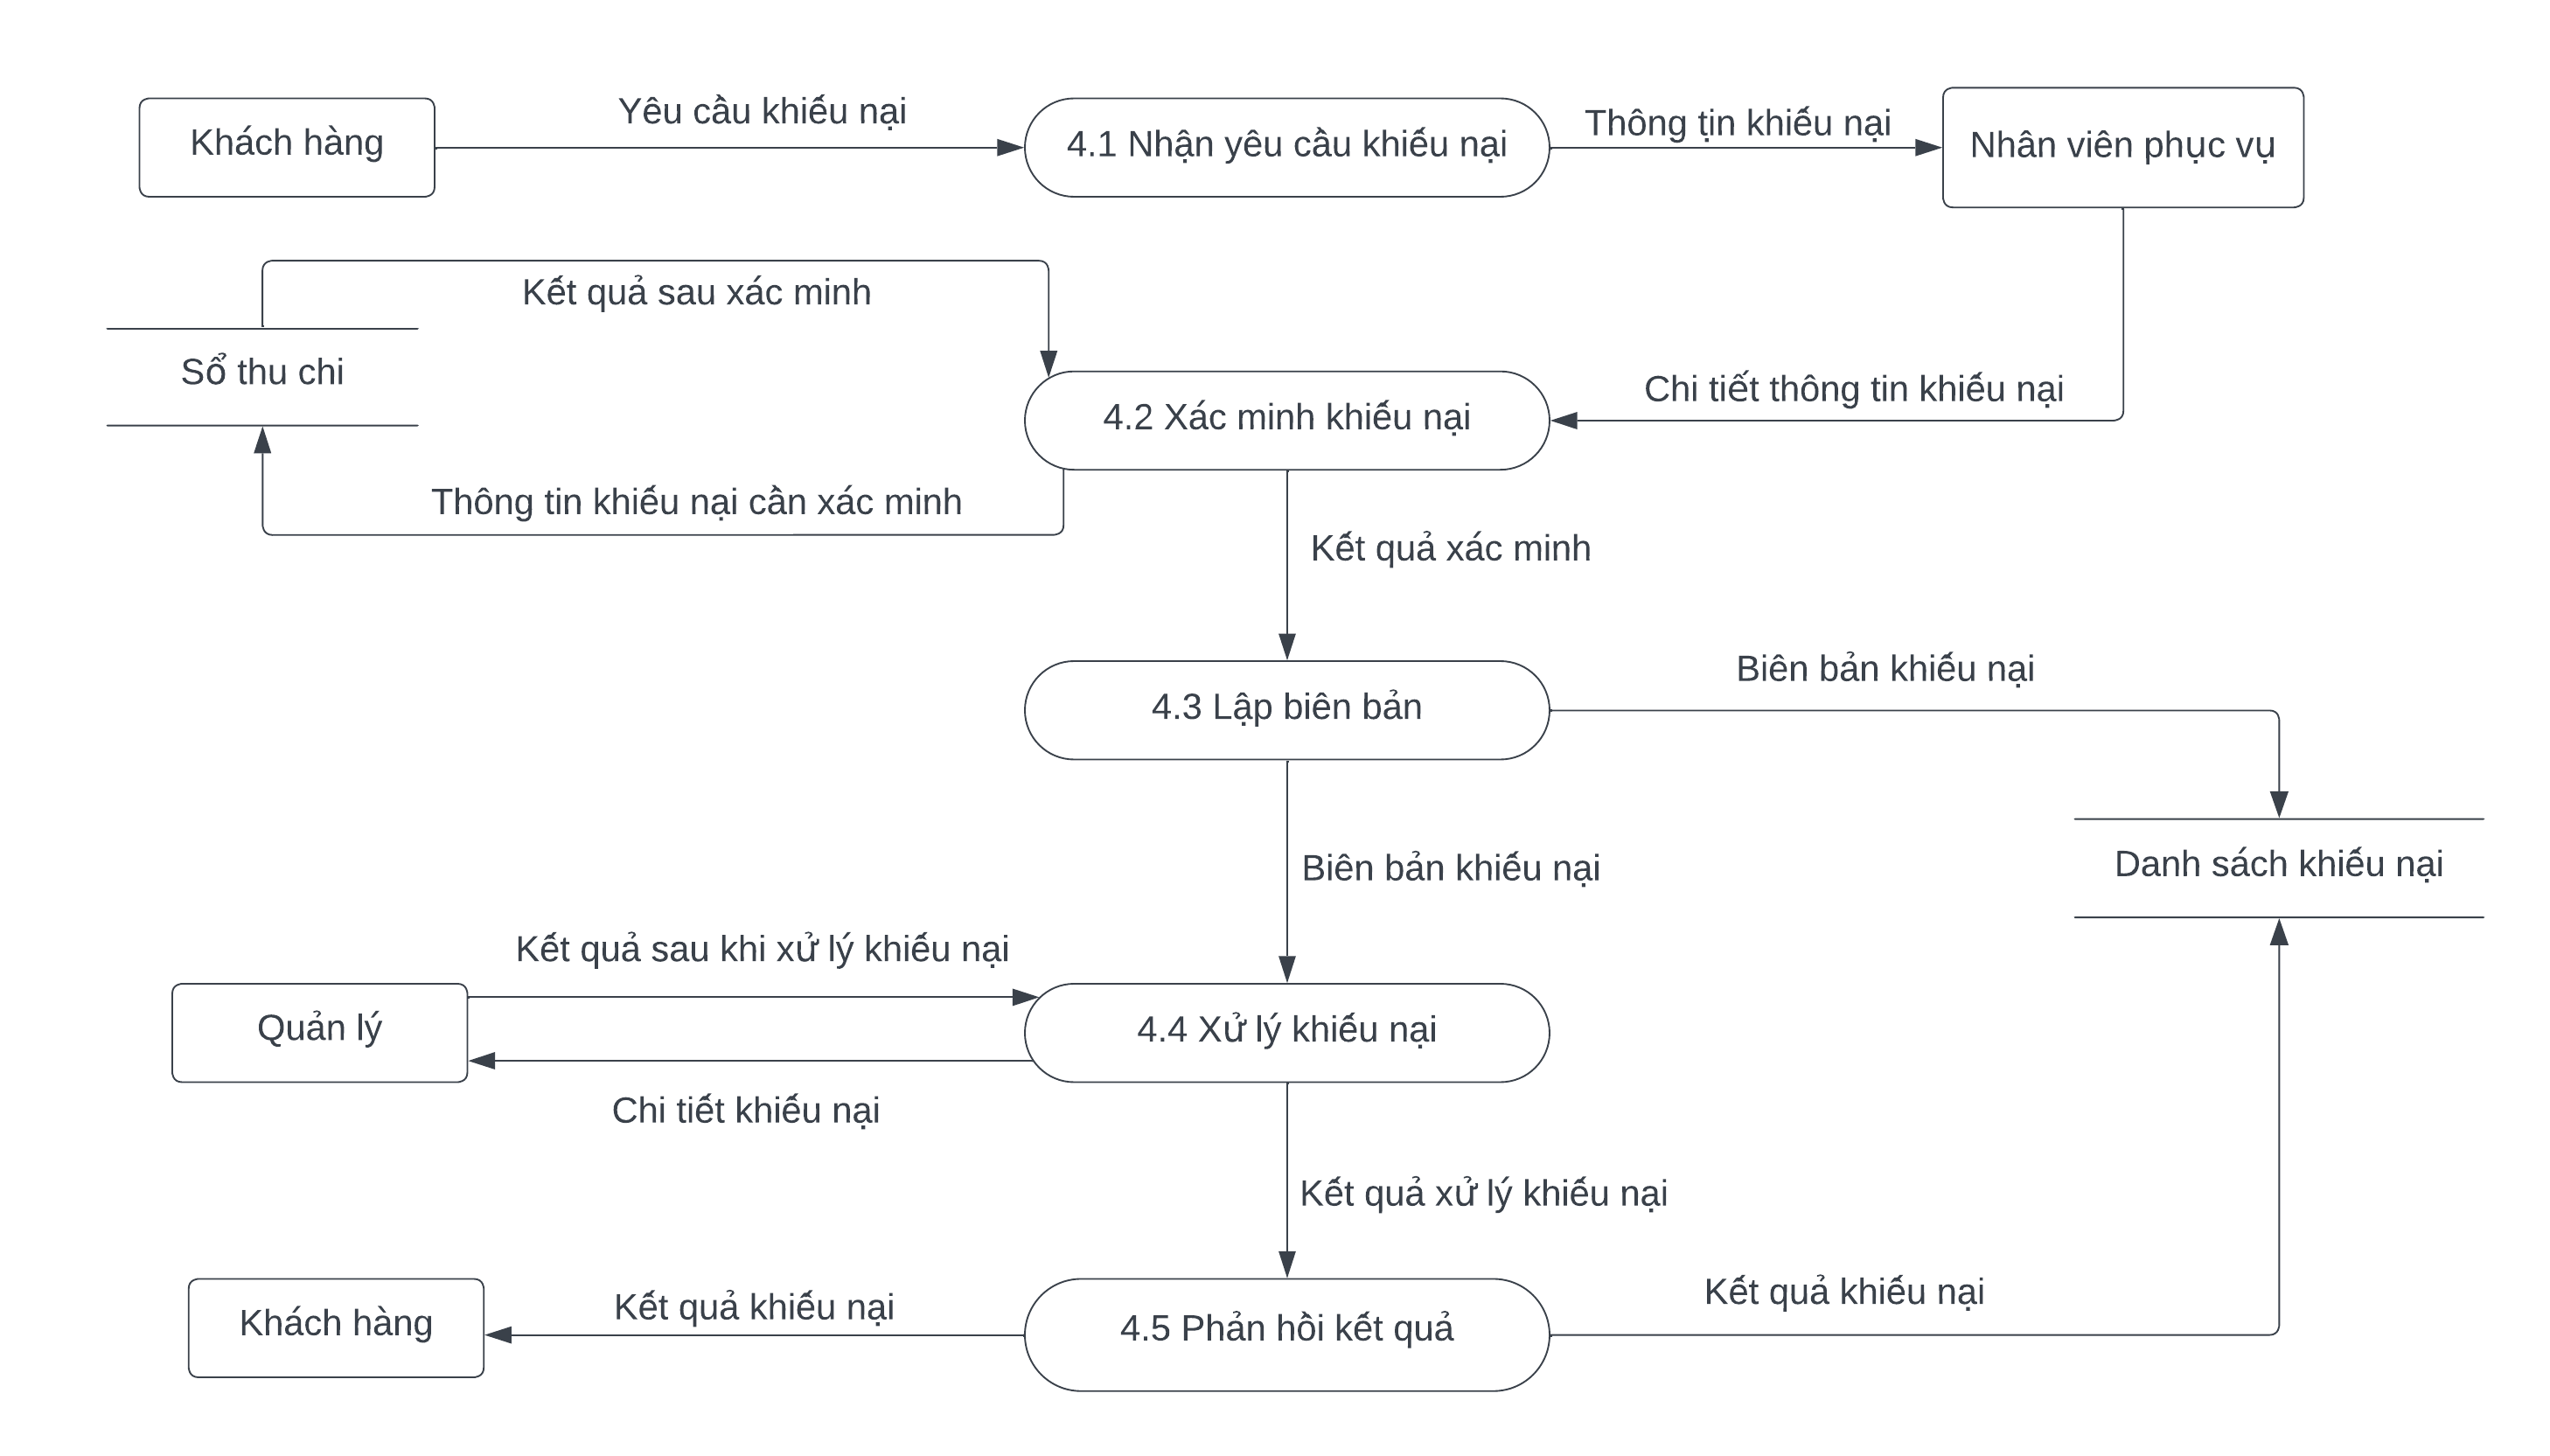 Khách hàng
Yêu cầu khiếu nại
4.1 Nhận yêu cầu khiếu nại
Thông tin khiếu nại
Nhân viên phục vụ
Kết quả sau xác minh
Sổ thu chi
4.2 Xác minh khiếu nại
Chi tiết thông tin khiếu nại
Thông tin khiếu nại cần xác minh
Kết quả xác minh
4.3 Lập biên bản
Biên bản khiếu nại
Danh sách khiếu nại
Biên bản khiếu nại
Kết quả sau khi xử lý khiếu nại
Quản lý
4.4 Xử lý khiếu nại
Chi tiết khiếu nại
Kết quả xử lý khiếu nại
Khách hàng
Kết quả khiếu nại
4.5 Phản hồi kết quả
Kết quả khiếu nại